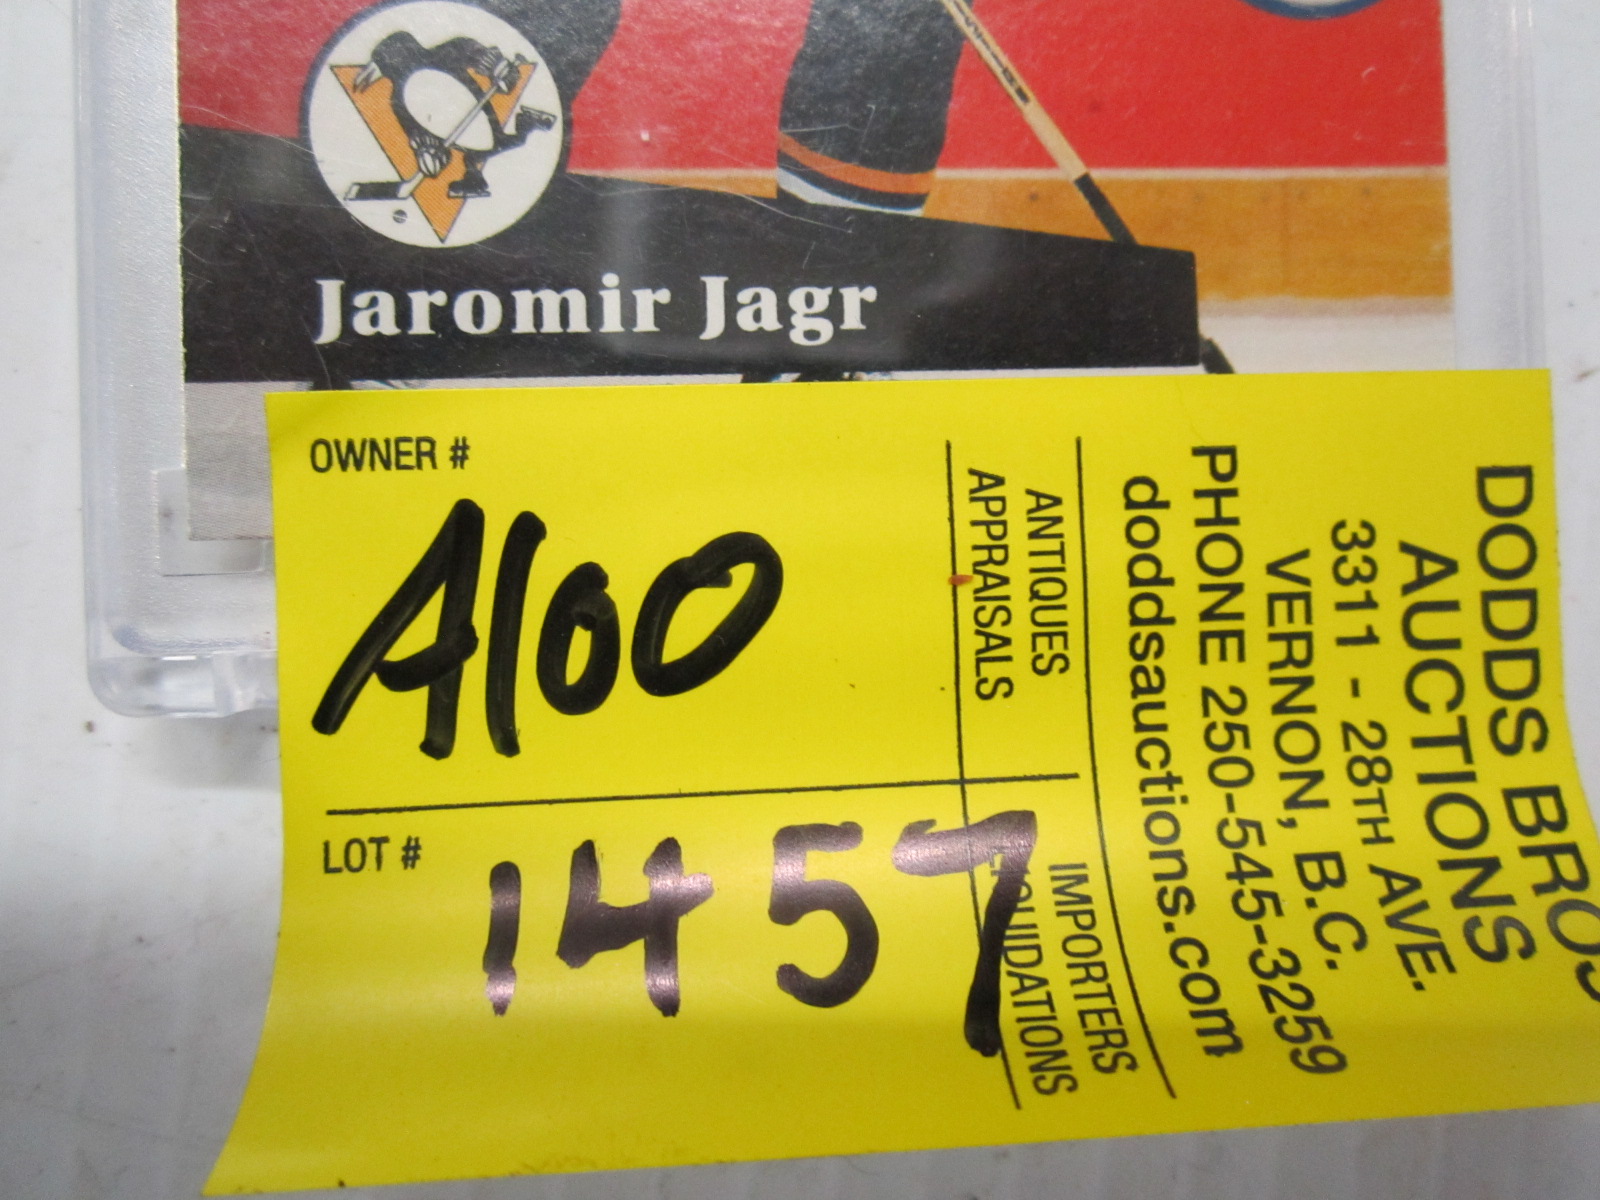 Jaromir Jagr
OWNER #
A100
LOT #
1457
ANTIQUES
APPRAISALS
IMPORTERS
LIQUIDATIONS
DODDS BROS
AUCTIONS
3311 - 28TH AVE.
VERNON, B.C.
PHONE 250-545-3259
doddsauctions.com